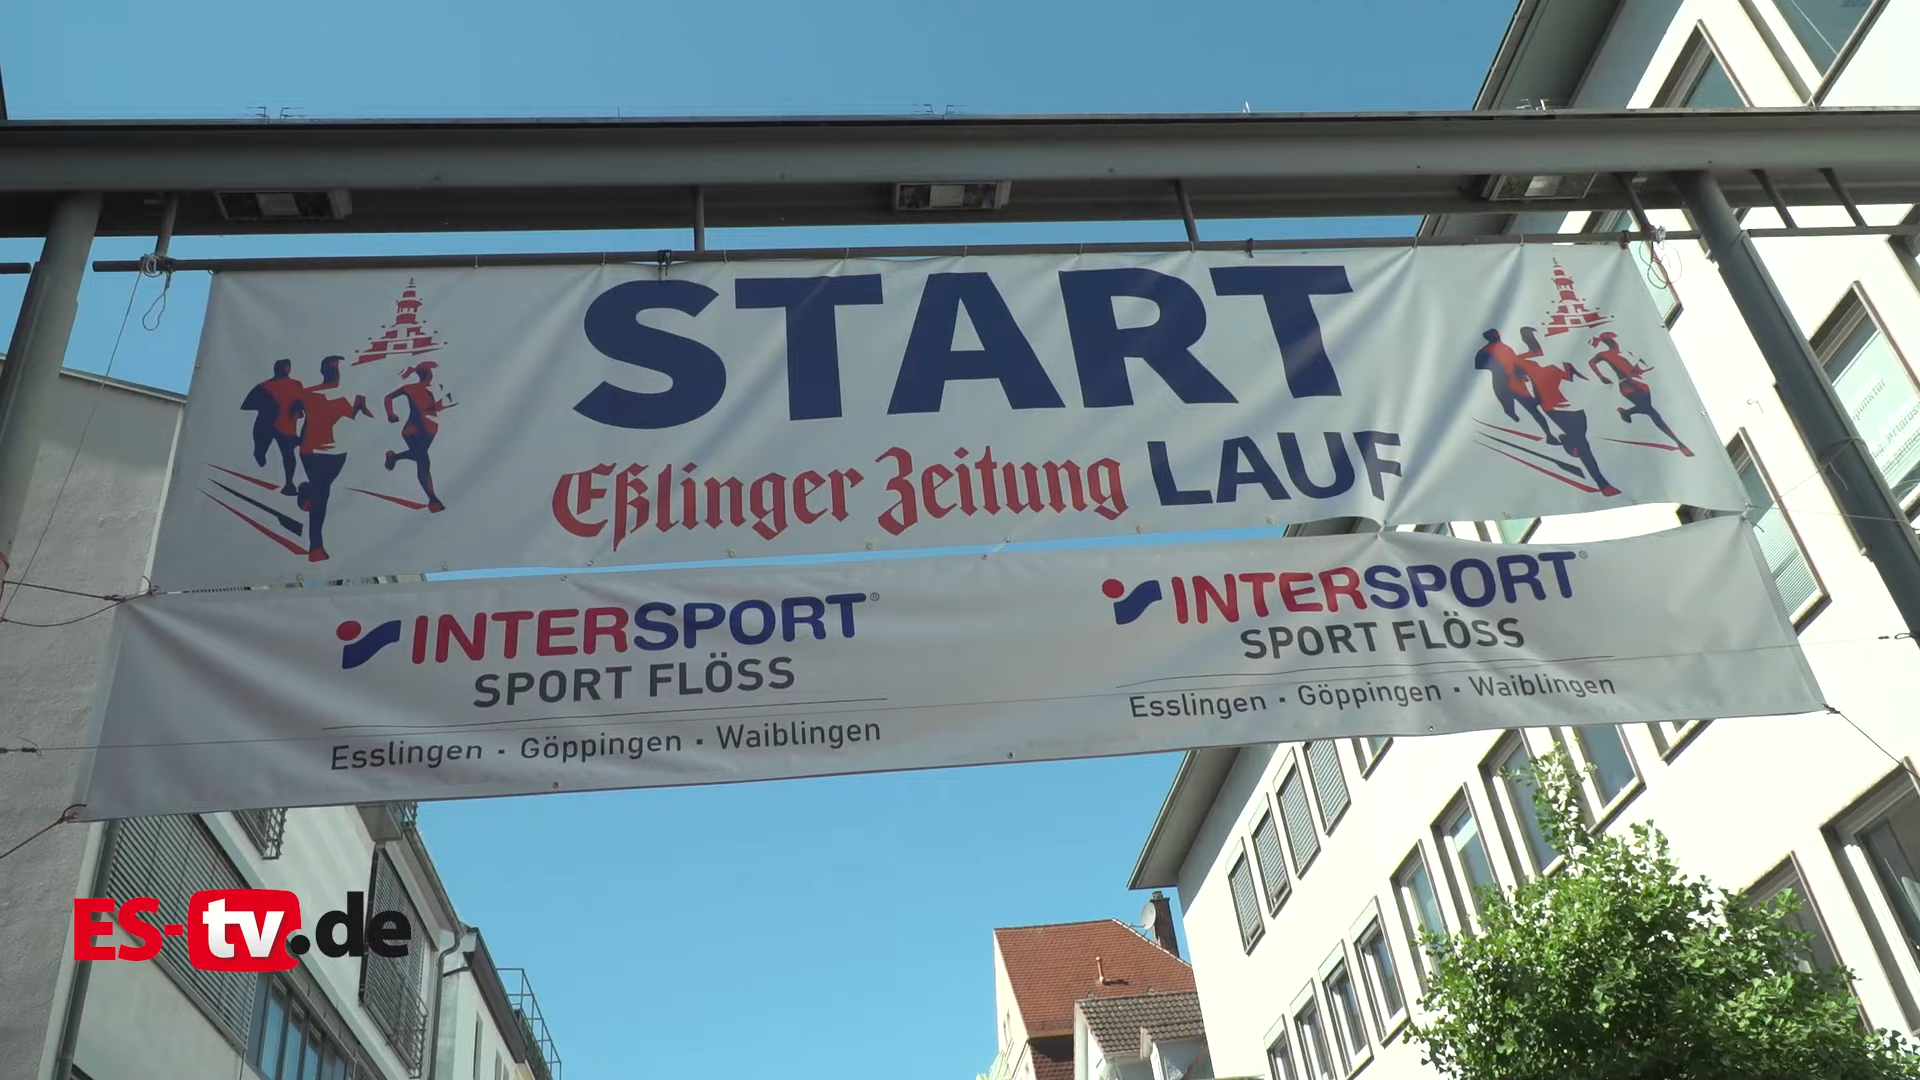 START
Eßlinger Zeitung LAUF
INTERSPORT®
SPORT FLÖSS
Esslingen · Göppingen · Waiblingen
INTERSPORT®
SPORT FLÖSS
Esslingen · Göppingen · Waiblingen
ES-tv.de